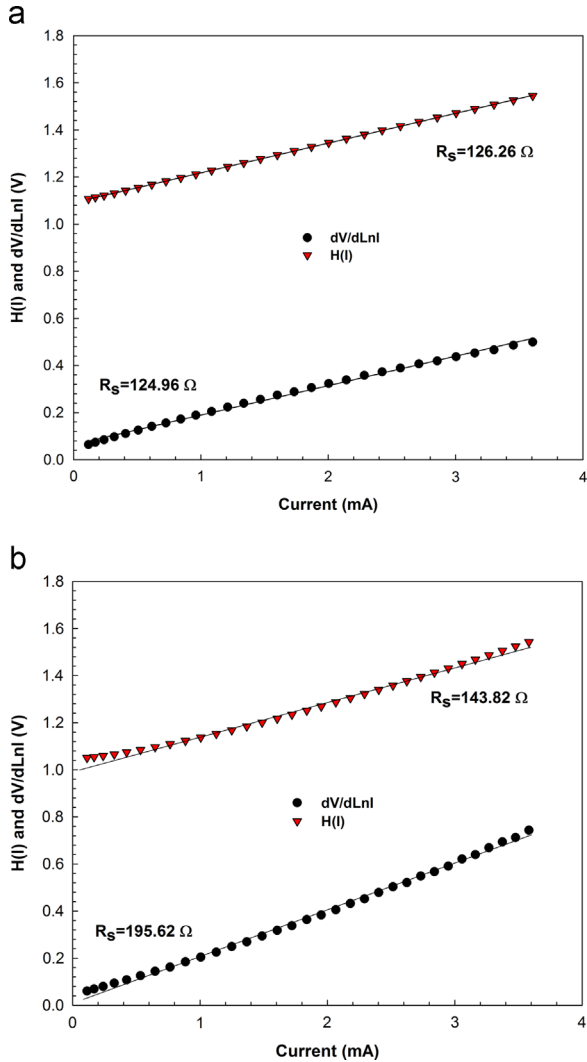 a
1.8
1.6
1.4
1.2
1.0
0.8
0.6
0.4
0.2
0.0
H(I) and dV/dLnI (V)
Rs=126.26 Ω
dV/dLnI
H(I)
Rs=124.96 Ω
0 1 2 3 4
Current (mA)
b
1.8
1.6
1.4
1.2
1.0
0.8
0.6
0.4
0.2
0.0
H(I) and dV/dLnI (V)
Rs=143.82 Ω
dV/dLnI
H(I)
Rs=195.62 Ω
0 1 2 3 4
Current (mA)